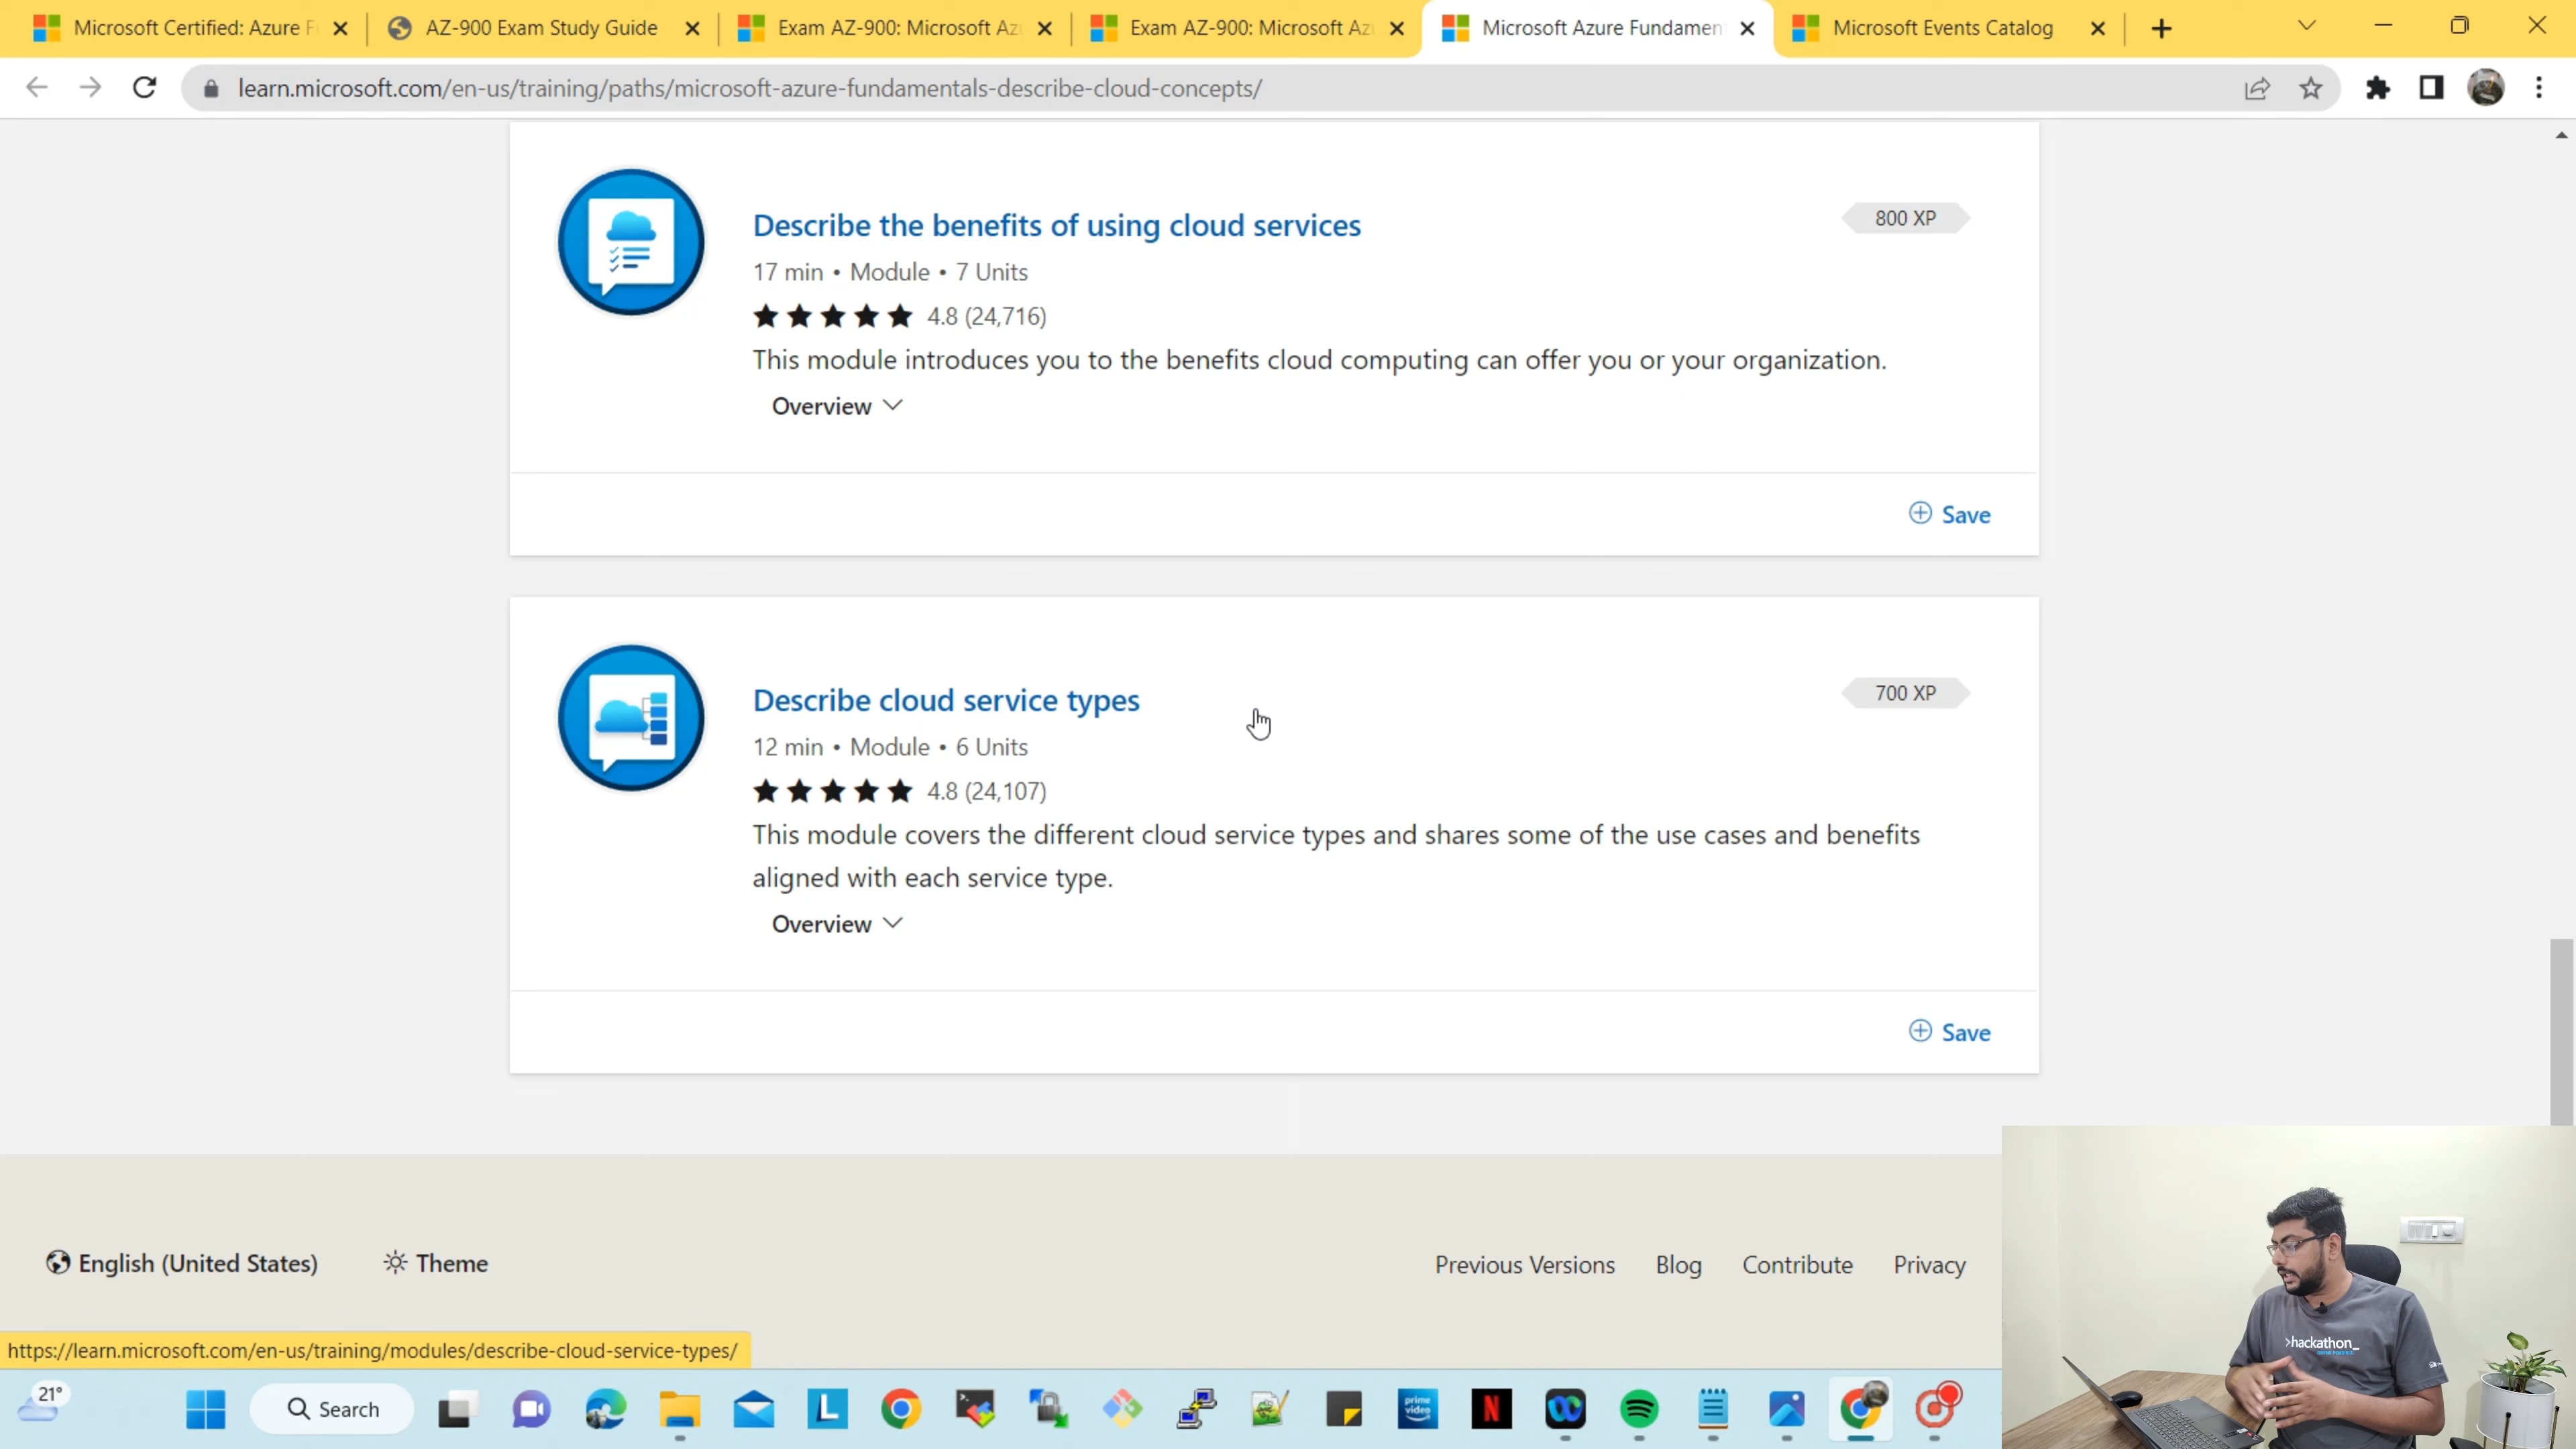 Microsoft Certified: Azure F
AZ-900 Exam Study Guide
Exam AZ-900: Microsoft Az
Exam AZ-900: Microsoft Az
Microsoft Azure Fundamen
Microsoft Events Catalog
learn.microsoft.com/en-us/training/paths/microsoft-azure-fundamentals-describe-cloud-concepts/
Describe the benefits of using cloud services
800 XP
17 min • Module • 7 Units
4.8 (24,716)
This module introduces you to the benefits cloud computing can offer you or your organization.
Overview
Save
Describe cloud service types
700 XP
12 min • Module • 6 Units
4.8 (24,107)
This module covers the different cloud service types and shares some of the use cases and benefits
aligned with each service type.
Overview
Save
English (United States)
Theme
Previous Versions
Blog
Contribute
Privacy
https://learn.microsoft.com/en-us/training/modules/describe-cloud-service-types/
>hackathon_
21°
Search
L
prime
video
N